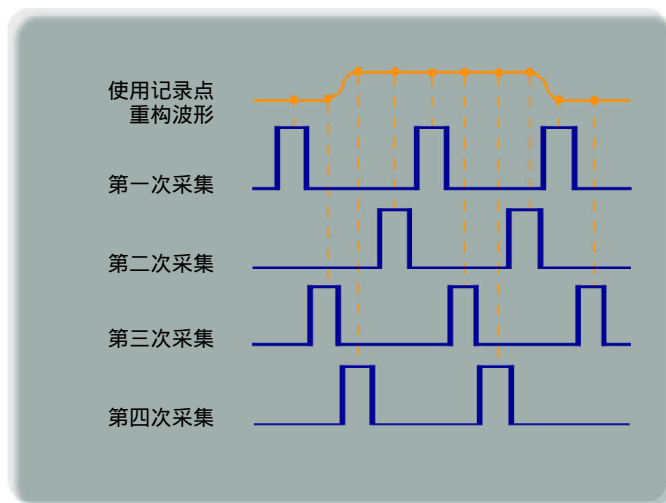 使用记录点
重构波形
第一次采集
第二次采集
第三次采集
第四次采集